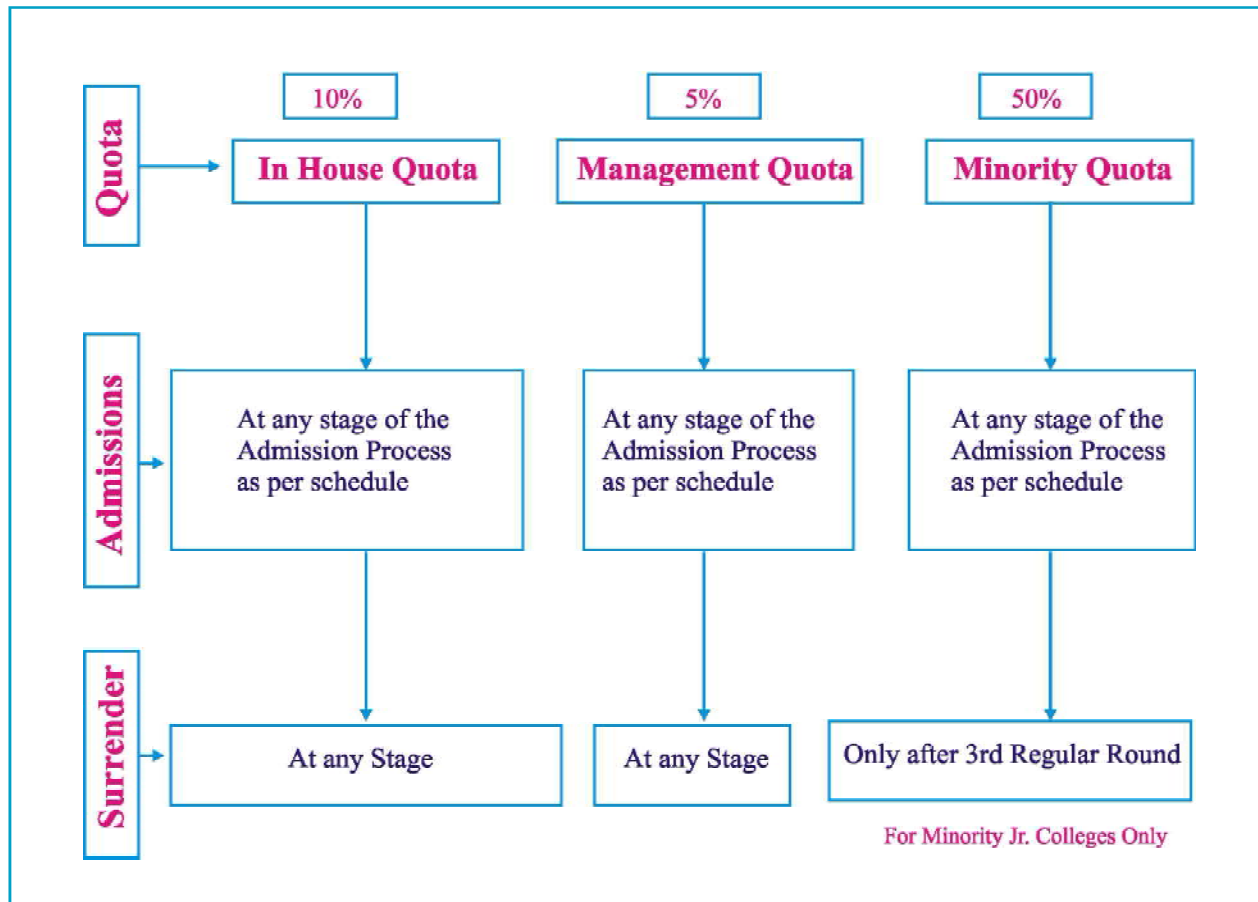 Quota
10%
5%
50%
In House Quota
Management Quota
Minority Quota
Admissions
At any stage of the
Admission Process
as per schedule
At any stage of the
Admission Process
as per schedule
At any stage of the
Admission Process
as per schedule
Surrender
At any Stage
At any Stage
Only after 3rd Regular Round
For Minority Jr. Colleges Only